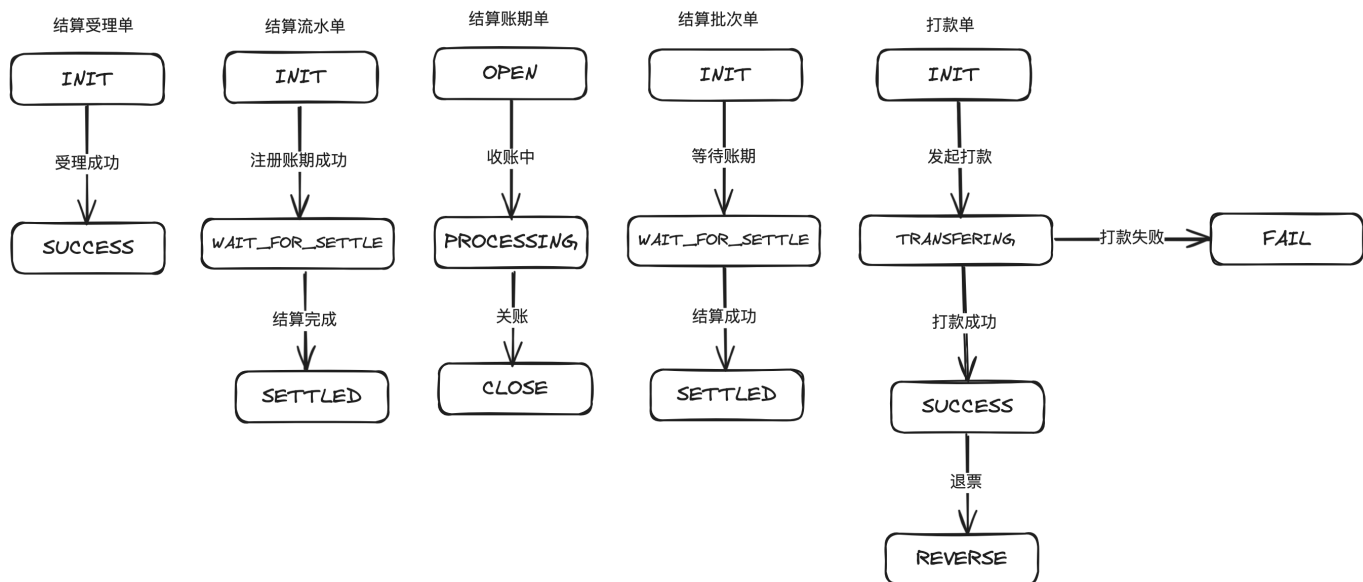 结算受理单
INIT
受理成功
SUCCESS
结算流水单
INIT
注册账期成功
WAIT_FOR_SETTLE
结算完成
SETTLED
结算账期单
OPEN
收账中
PROCESSING
关账
CLOSE
结算批次单
INIT
等待账期
WAIT_FOR_SETTLE
结算成功
SETTLED
打款单
INIT
发起打款
TRANSFERING
打款失败
FAIL
打款成功
SUCCESS
退票
REVERSE